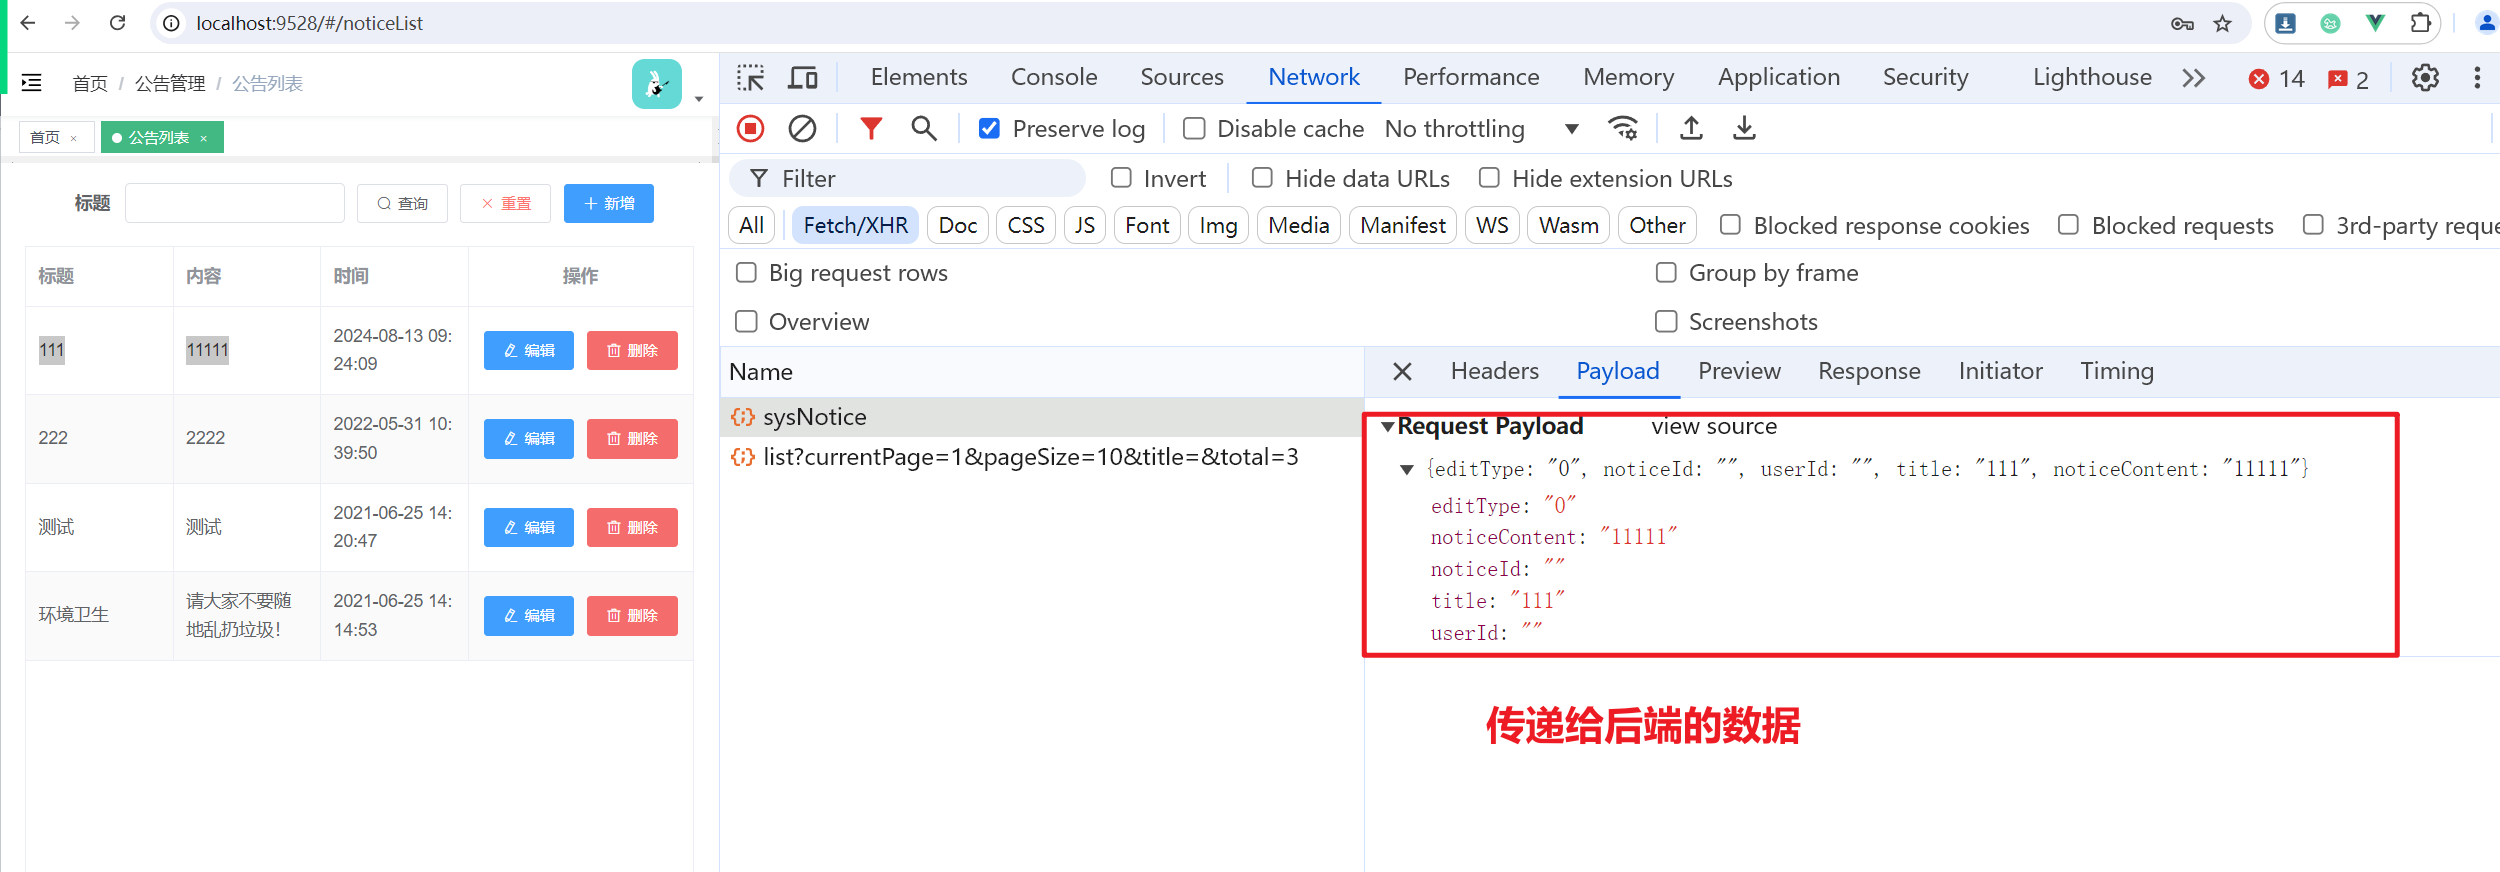 localhost:9528/#/noticeList
首页 / 公告管理 / 公告列表
首页 ×
公告列表 ×
标题
查询
重置
新增
标题 内容 时间 操作
111 11111 2024-08-13 09:
24:09 编辑 删除
222 2222 2022-05-31 10:
39:50 编辑 删除
测试 测试 2021-06-25 14:
20:47 编辑 删除
环境卫生 请大家不要随
地乱扔垃圾! 2021-06-25 14:
14:53 编辑 删除
Elements Console Sources Network Performance Memory Application Security Lighthouse 14 2
Preserve log Disable cache No throttling
Filter Invert Hide data URLs Hide extension URLs
All Fetch/XHR Doc CSS JS Font Img Media Manifest WS Wasm Other Blocked response cookies Blocked requests 3rd-party reque
Big request rows Group by frame
Overview Screenshots
Name
sysNotice
list?currentPage=1&pageSize=10&title=&total=3
Headers Payload Preview Response Initiator Timing
Request Payload view source
{editType: "0", noticeId: "", userId: "", title: "111", noticeContent: "11111"}
editType: "0"
noticeContent: "11111"
noticeId: ""
title: "111"
userId: ""
传递给后端的数据